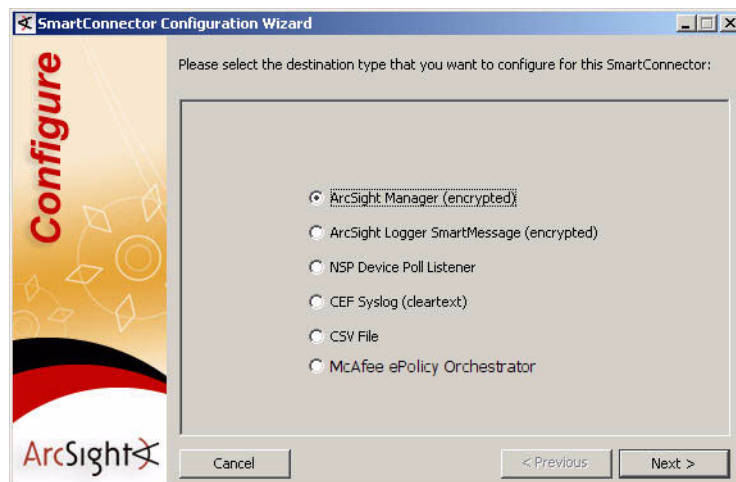 SmartConnector Configuration Wizard
Configure
Please select the destination type that you want to configure for this SmartConnector:
ArcSight Manager (encrypted)
ArcSight Logger SmartMessage (encrypted)
NSP Device Poll Listener
CEF Syslog (cleartext)
CSV File
McAfee ePolicy Orchestrator
ArcSight
Cancel
< Previous
Next >